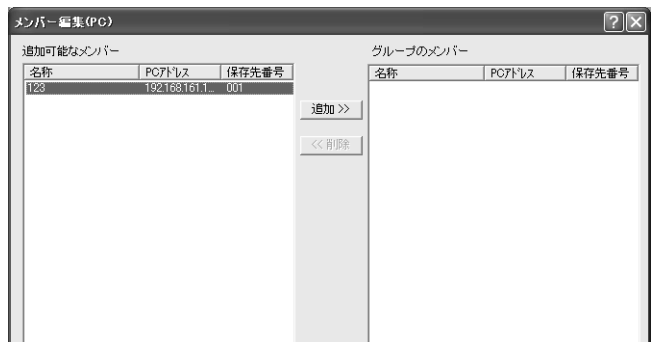 メンバー編集(PC)
追加可能なメンバー
グループのメンバー
名称 PCアドレス 保存先番号
名称 PCアドレス 保存先番号
123 192.168.161.1... 001
追加 >>
<< 削除